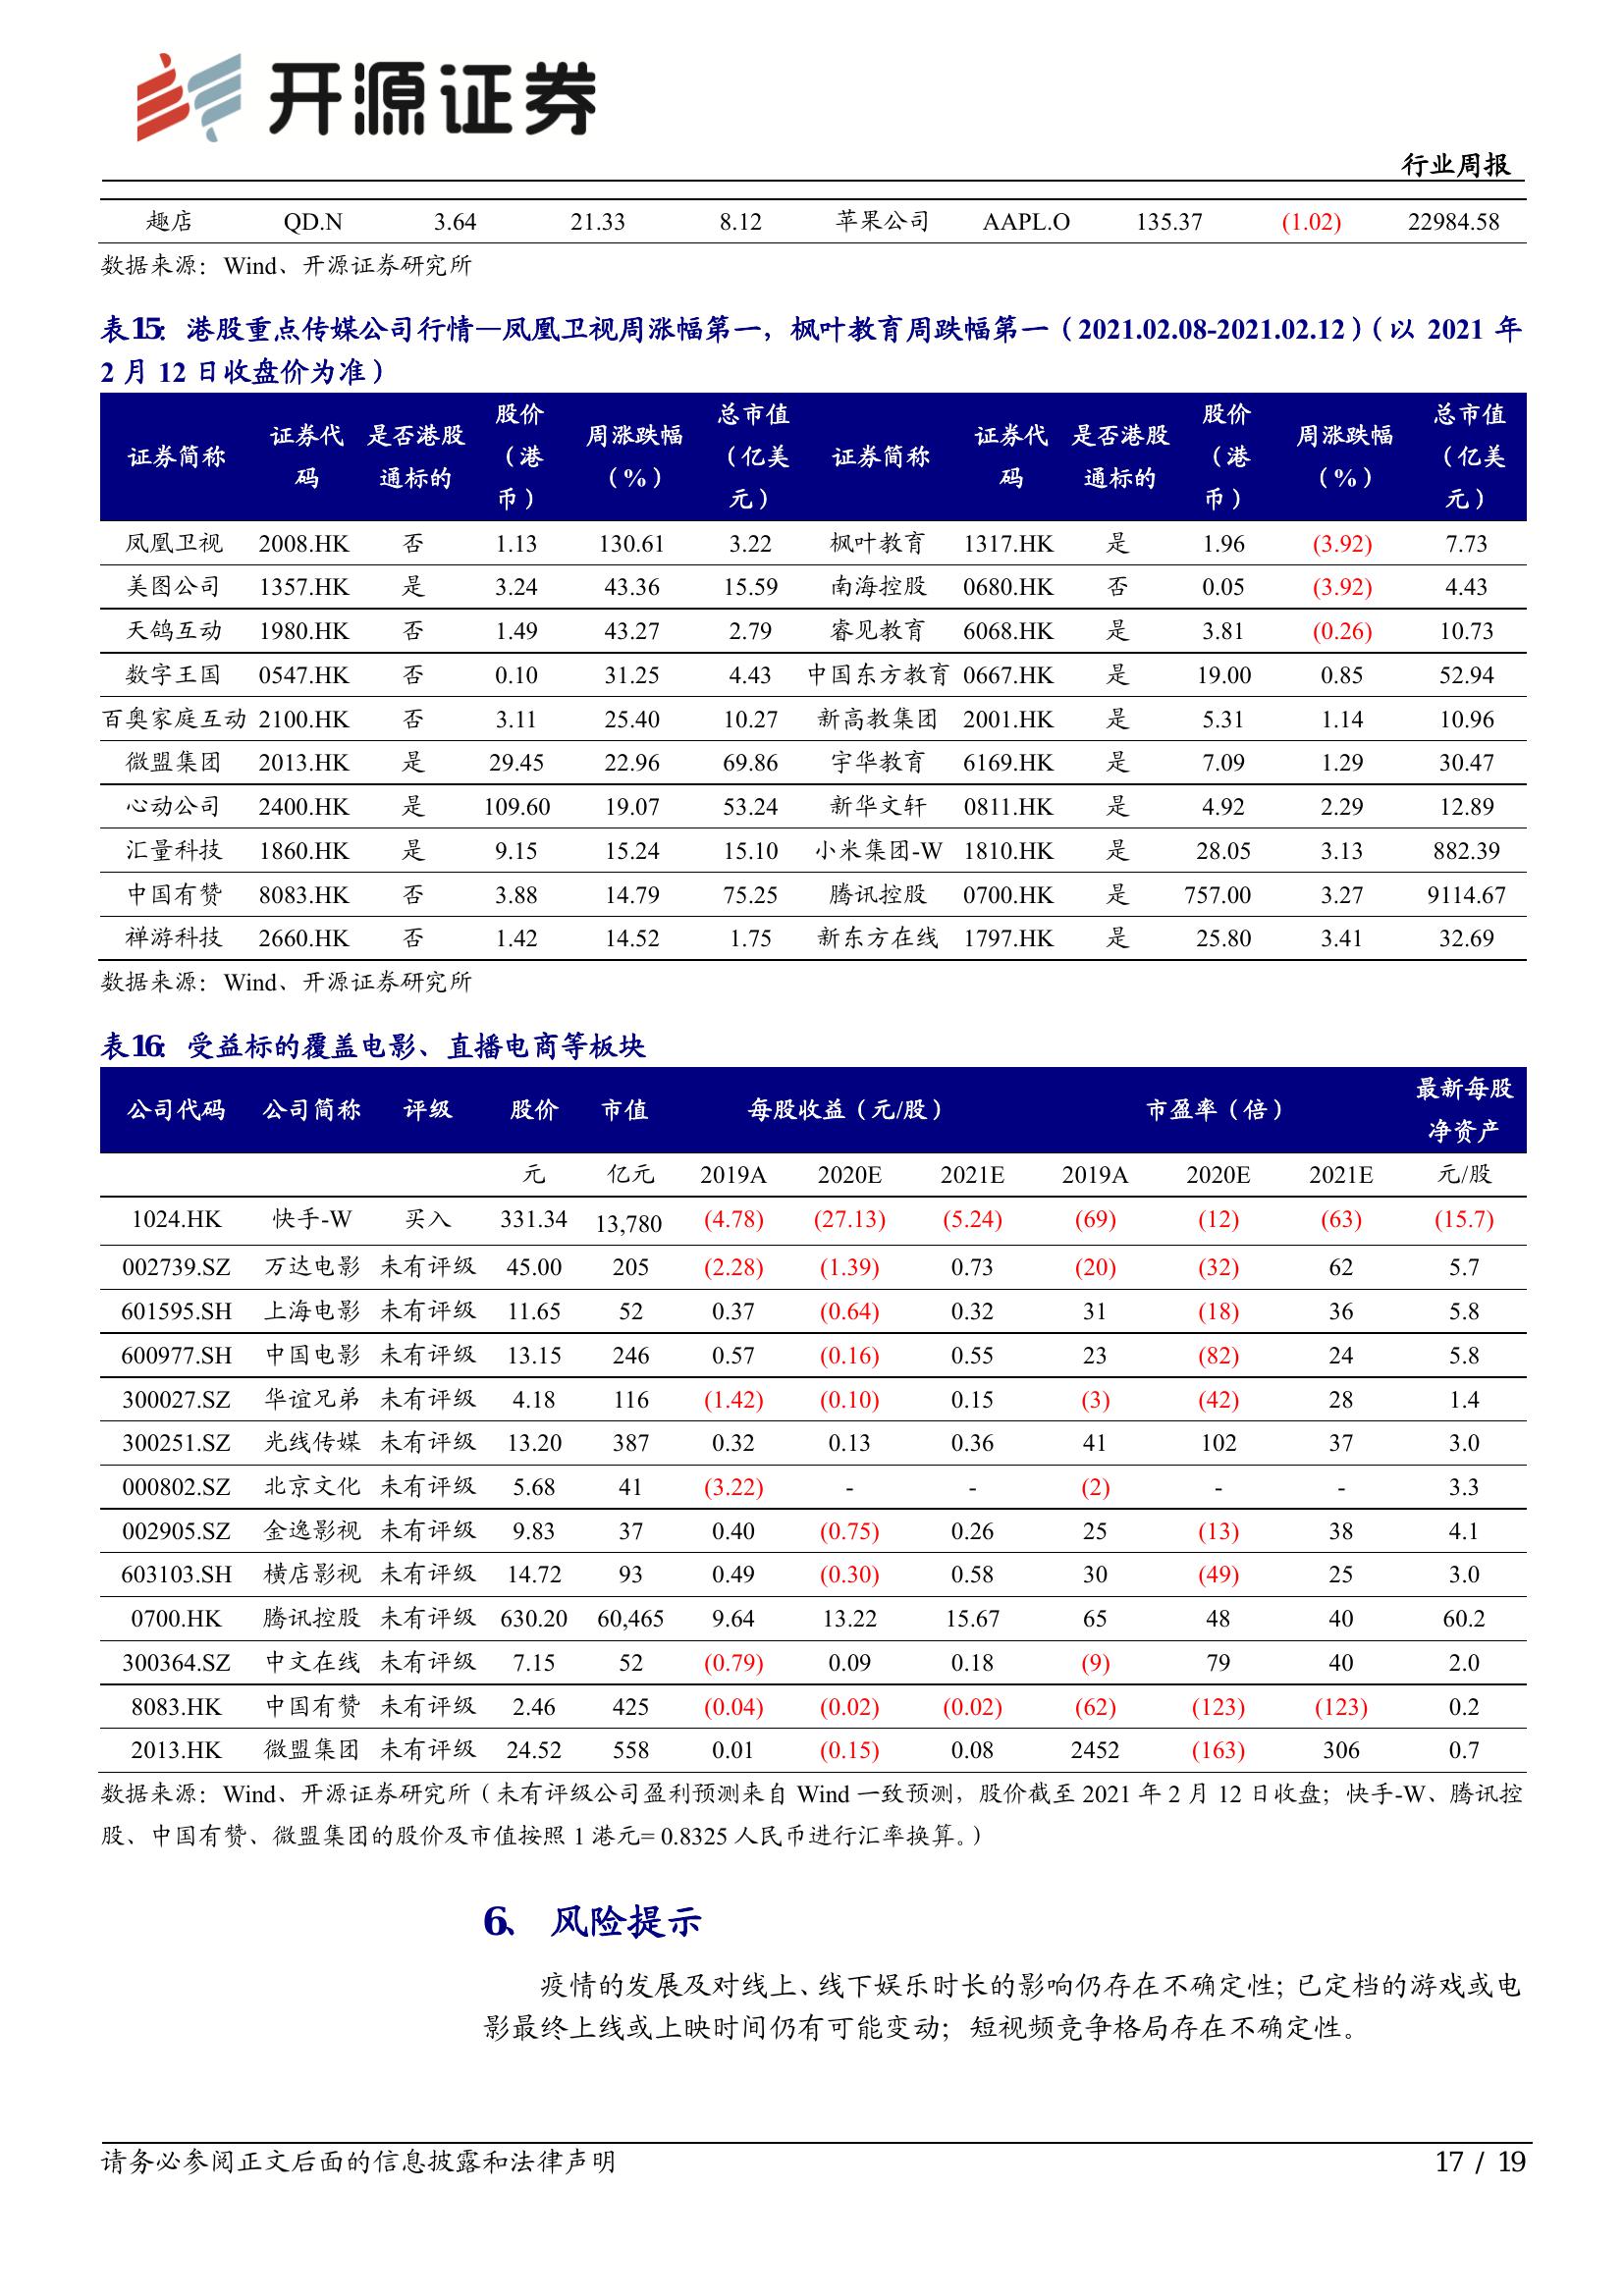 开源证券
行业周报
趣店 QD.N 3.64 21.33 8.12 苹果公司 AAPL.O 135.37 (1.02) 22984.58
数据来源：Wind、开源证券研究所
表15：港股重点传媒公司行情—凤凰卫视周涨幅第一，枫叶教育周跌幅第一（2021.02.08-2021.02.12）（以 2021 年
2 月 12 日收盘价为准）
证券简称 证券代码 是否港股通标的 股价（港币） 周涨跌幅（%） 总市值（亿美元） 证券简称 证券代码 是否港股通标的 股价（港币） 周涨跌幅（%） 总市值（亿美元）
凤凰卫视 2008.HK 否 1.13 130.61 3.22 枫叶教育 1317.HK 是 1.96 (3.92) 7.73
美图公司 1357.HK 是 3.24 43.36 15.59 南海控股 0680.HK 否 0.05 (3.92) 4.43
天鸽互动 1980.HK 否 1.49 43.27 2.79 睿见教育 6068.HK 是 3.81 (0.26) 10.73
数字王国 0547.HK 否 0.10 31.25 4.43 中国东方教育 0667.HK 是 19.00 0.85 52.94
百奥家庭互动 2100.HK 否 3.11 25.40 10.27 新高教集团 2001.HK 是 5.31 1.14 10.96
微盟集团 2013.HK 是 29.45 22.96 69.86 宇华教育 6169.HK 是 7.09 1.29 30.47
心动公司 2400.HK 是 109.60 19.07 53.24 新华文轩 0811.HK 是 4.92 2.29 12.89
汇量科技 1860.HK 是 9.15 15.24 15.10 小米集团-W 1810.HK 是 28.05 3.13 882.39
中国有赞 8083.HK 否 3.88 14.79 75.25 腾讯控股 0700.HK 是 757.00 3.27 9114.67
禅游科技 2660.HK 否 1.42 14.52 1.75 新东方在线 1797.HK 是 25.80 3.41 32.69
数据来源：Wind、开源证券研究所
表16：受益标的覆盖电影、直播电商等板块
公司代码 公司简称 评级 股价 市值 每股收益（元/股） 市盈率（倍） 最新每股净资产
元 亿元 2019A 2020E 2021E 2019A 2020E 2021E 元/股
1024.HK 快手-W 买入 331.34 13,780 (4.78) (27.13) (5.24) (69) (12) (63) (15.7)
002739.SZ 万达电影 未有评级 45.00 205 (2.28) (1.39) 0.73 (20) (32) 62 5.7
601595.SH 上海电影 未有评级 11.65 52 0.37 (0.64) 0.32 31 (18) 36 5.8
600977.SH 中国电影 未有评级 13.15 246 0.57 (0.16) 0.55 23 (82) 24 5.8
300027.SZ 华谊兄弟 未有评级 4.18 116 (1.42) (0.10) 0.15 (3) (42) 28 1.4
300251.SZ 光线传媒 未有评级 13.20 387 0.32 0.13 0.36 41 102 37 3.0
000802.SZ 北京文化 未有评级 5.68 41 (3.22) - - (2) - - 3.3
002905.SZ 金逸影视 未有评级 9.83 37 0.40 (0.75) 0.26 25 (13) 38 4.1
603103.SH 横店影视 未有评级 14.72 93 0.49 (0.30) 0.58 30 (49) 25 3.0
0700.HK 腾讯控股 未有评级 630.20 60,465 9.64 13.22 15.67 65 48 40 60.2
300364.SZ 中文在线 未有评级 7.15 52 (0.79) 0.09 0.18 (9) 79 40 2.0
8083.HK 中国有赞 未有评级 2.46 425 (0.04) (0.02) (0.02) (62) (123) (123) 0.2
2013.HK 微盟集团 未有评级 24.52 558 0.01 (0.15) 0.08 2452 (163) 306 0.7
数据来源：Wind、开源证券研究所（未有评级公司盈利预测来自 Wind 一致预测，股价截至 2021 年 2 月 12 日收盘；快手-W、腾讯控
股、中国有赞、微盟集团的股价及市值按照 1 港元= 0.8325 人民币进行汇率换算。）
6、 风险提示
疫情的发展及对线上、线下娱乐时长的影响仍存在不确定性；已定档的游戏或电
影最终上线或上映时间仍有可能变动；短视频竞争格局存在不确定性。
请务必参阅正文后面的信息披露和法律声明
17 / 19